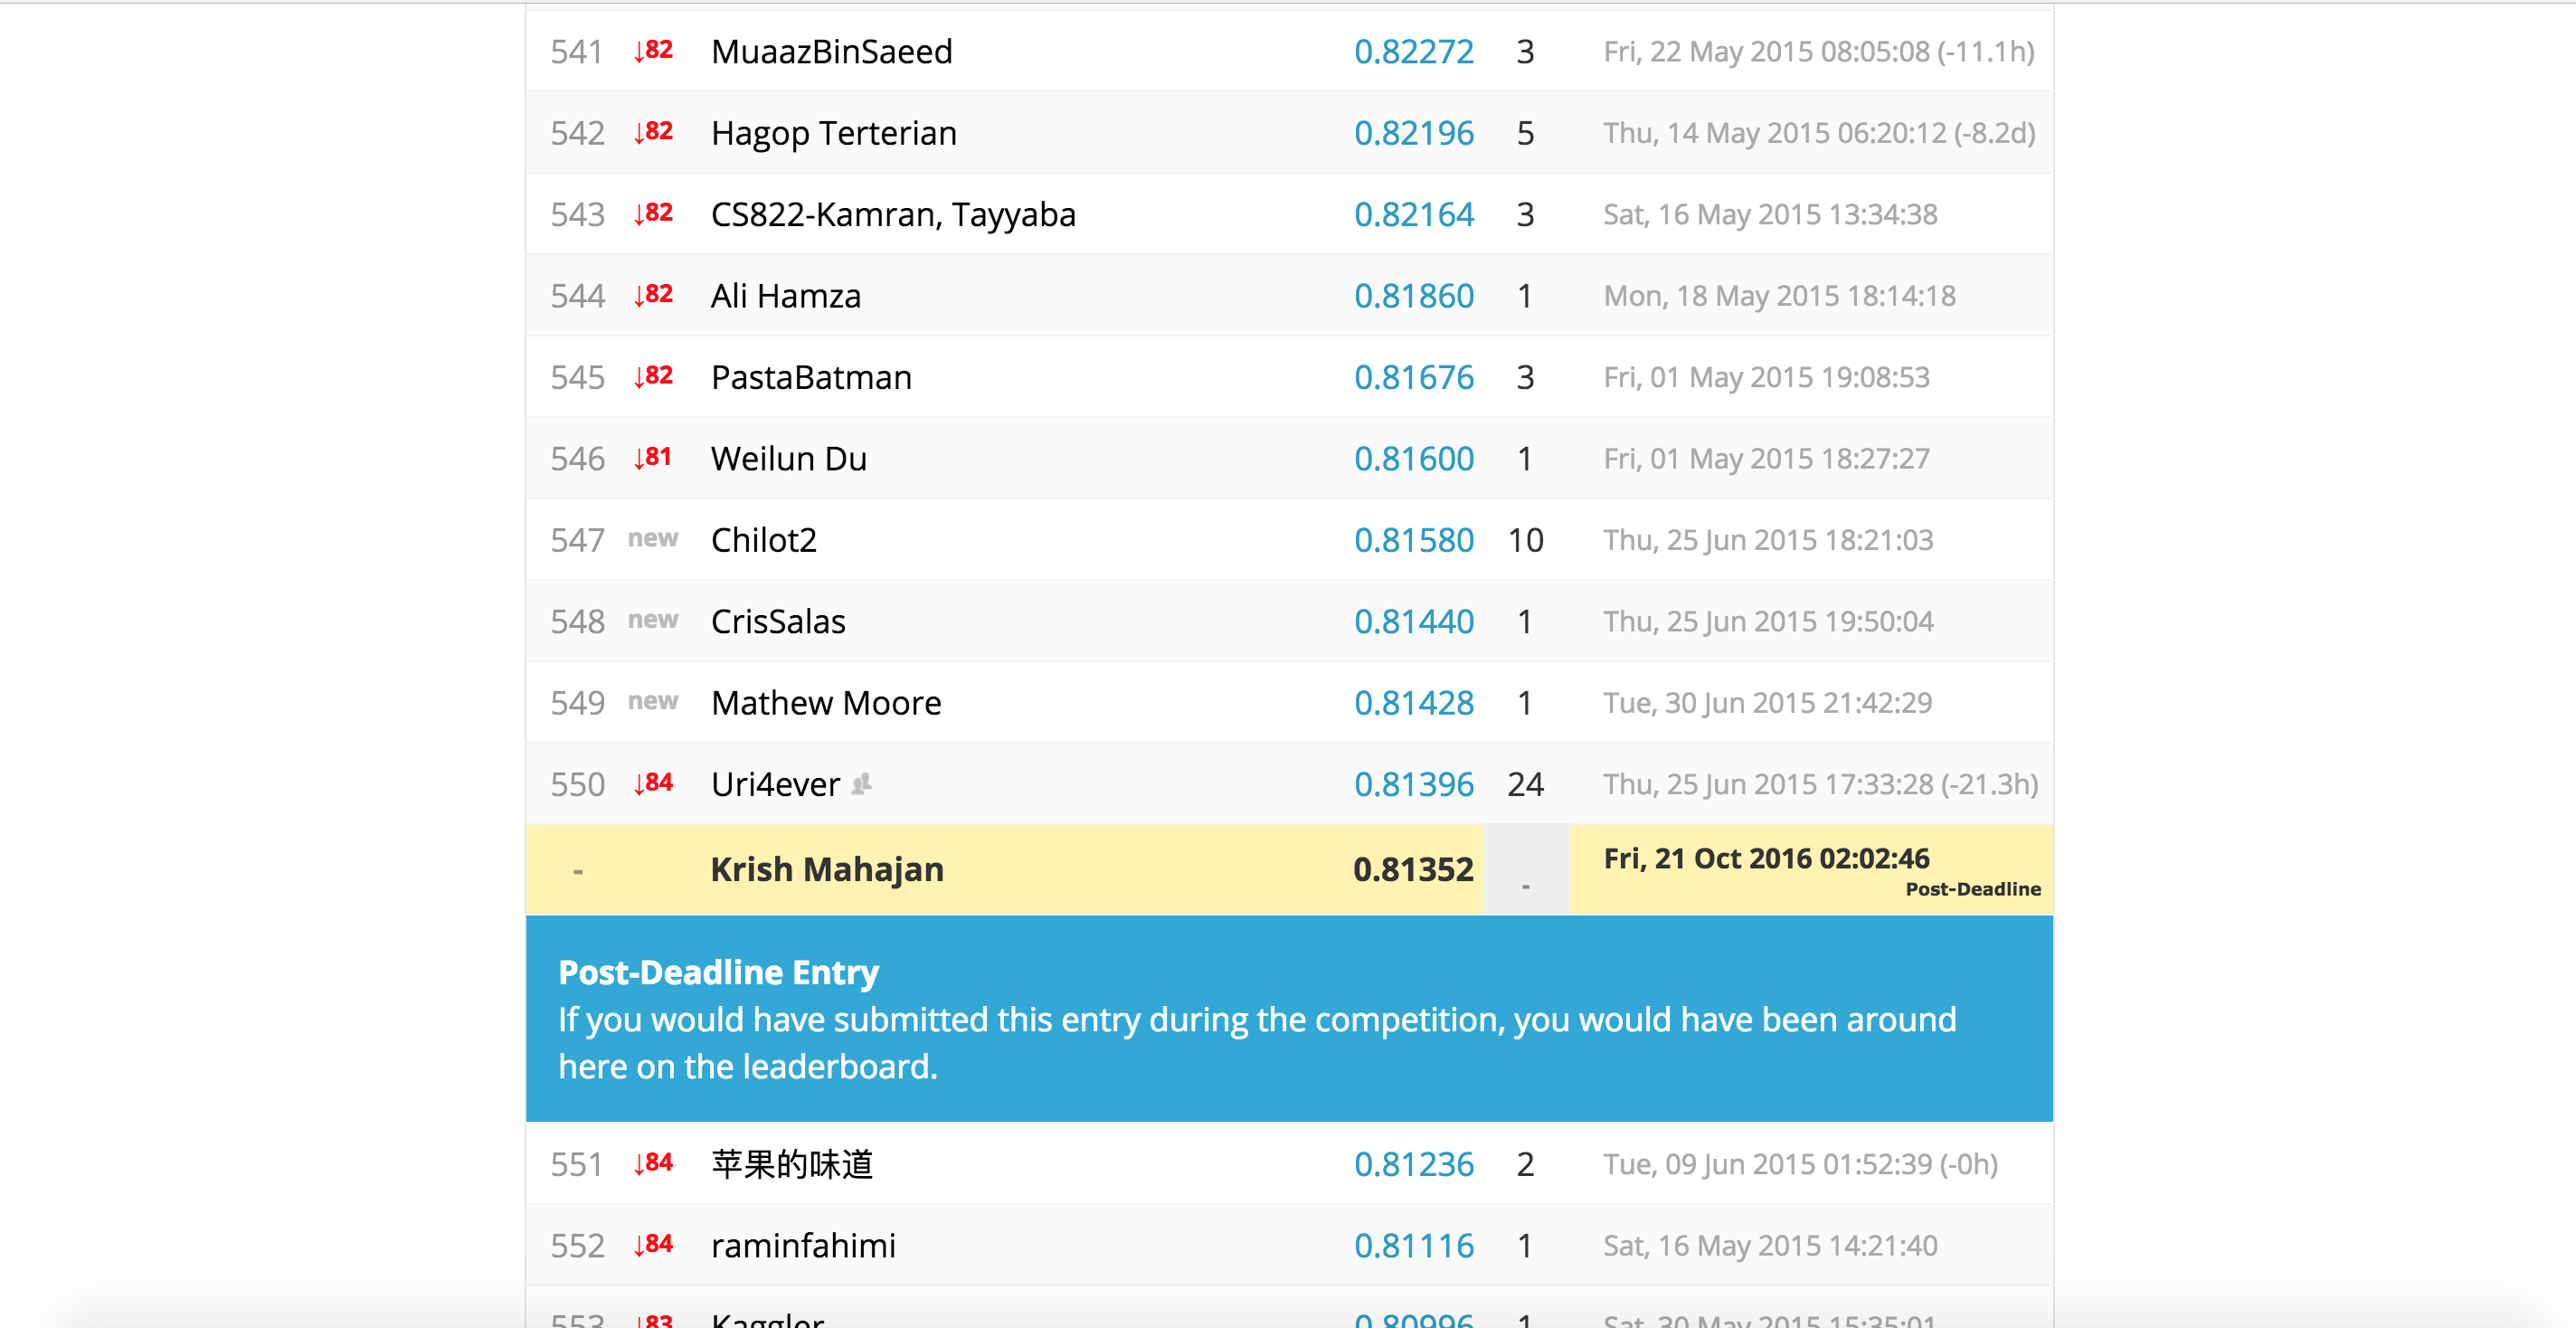 541 ↓82 MuaazBinSaeed 0.82272 3 Fri, 22 May 2015 08:05:08 (-11.1h)
542 ↓82 Hagop Terterian 0.82196 5 Thu, 14 May 2015 06:20:12 (-8.2d)
543 ↓82 CS822-Kamran, Tayyaba 0.82164 3 Sat, 16 May 2015 13:34:38
544 ↓82 Ali Hamza 0.81860 1 Mon, 18 May 2015 18:14:18
545 ↓82 PastaBatman 0.81676 3 Fri, 01 May 2015 19:08:53
546 ↓81 Weilun Du 0.81600 1 Fri, 01 May 2015 18:27:27
547 new Chilot2 0.81580 10 Thu, 25 Jun 2015 18:21:03
548 new CrisSalas 0.81440 1 Thu, 25 Jun 2015 19:50:04
549 new Mathew Moore 0.81428 1 Tue, 30 Jun 2015 21:42:29
550 ↓84 Uri4ever 0.81396 24 Thu, 25 Jun 2015 17:33:28 (-21.3h)
- Krish Mahajan 0.81352 - Fri, 21 Oct 2016 02:02:46
Post-Deadline
Post-Deadline Entry
If you would have submitted this entry during the competition, you would have been around
here on the leaderboard.
551 ↓84 苹果的味道 0.81236 2 Tue, 09 Jun 2015 01:52:39 (-0h)
552 ↓84 raminfahimi 0.81116 1 Sat, 16 May 2015 14:21:40
553 ↓83 Kaggler 0.80996 1 Sat, 30 May 2015 15:35:01